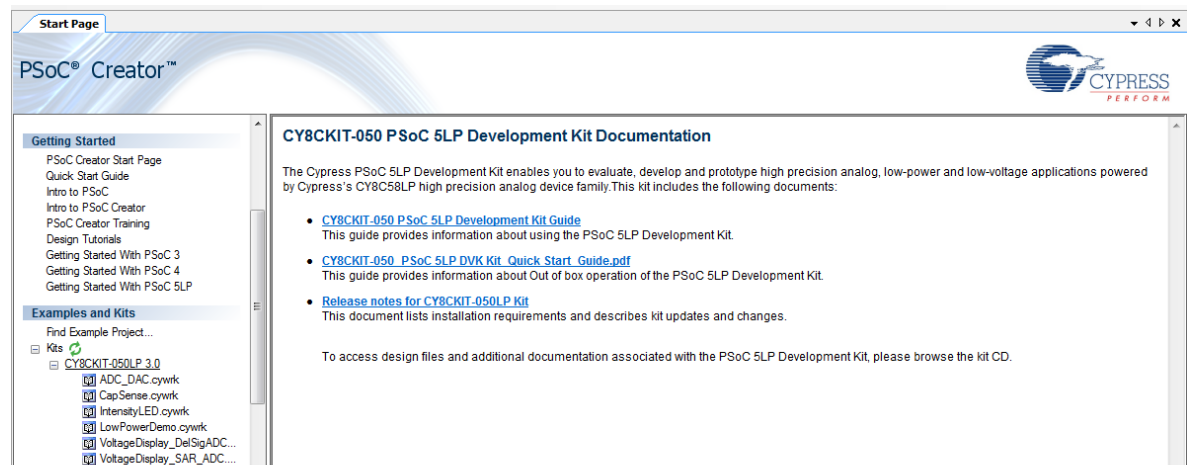 Start Page
PSoC® Creator™
CYPRESS
PERFORM
Getting Started
PSoC Creator Start Page
Quick Start Guide
Intro to PSoC
Intro to PSoC Creator
PSoC Creator Training
Design Tutorials
Getting Started With PSoC 3
Getting Started With PSoC 4
Getting Started With PSoC 5LP
Examples and Kits
Find Example Project...
Kits
CY8CKIT-050LP 3.0
ADC_DAC.cywrk
CapSense.cywrk
IntensityLED.cywrk
LowPowerDemo.cywrk
VoltageDisplay_DelSigADC...
VoltageDisplay_SAR_ADC....
CY8CKIT-050 PSoC 5LP Development Kit Documentation
The Cypress PSoC 5LP Development Kit enables you to evaluate, develop and prototype high precision analog, low-power and low-voltage applications powered
by Cypress's CY8C58LP high precision analog device family.This kit includes the following documents:
• CY8CKIT-050 PSoC 5LP Development Kit Guide
This guide provides information about using the PSoC 5LP Development Kit.
• CY8CKIT-050_PSoC 5LP DVK Kit_Quick Start_Guide.pdf
This guide provides information about Out of box operation of the PSoC 5LP Development Kit.
• Release notes for CY8CKIT-050LP Kit
This document lists installation requirements and describes kit updates and changes.
To access design files and additional documentation associated with the PSoC 5LP Development Kit, please browse the kit CD.